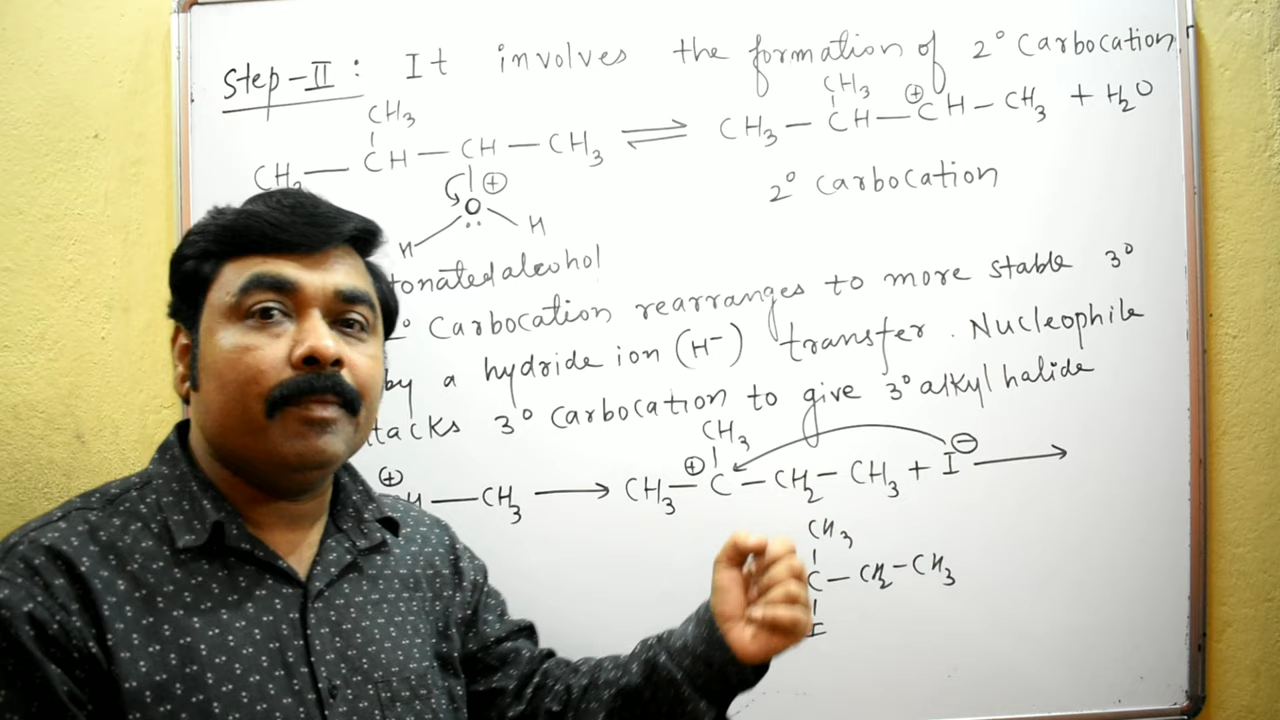 Step-II : It involves the formation of 2° Carbocation
CH3 CH3
CH3 — CH — CH — CH3 ⇌ CH3 — CH — ⊕CH — CH3 + H2O
⊕
O
H H
2° Carbocation
tonated alcohol
2° Carbocation rearranges to more stable 3°
by a hydride ion (H⁻) transfer. Nucleophile
tacks 3° Carbocation to give 3° alkyl halide
CH3
⊕H — CH3 → CH3 — ⊕C — CH2 — CH3 + I⊖ →
CH3
C — CH2 — CH3
I